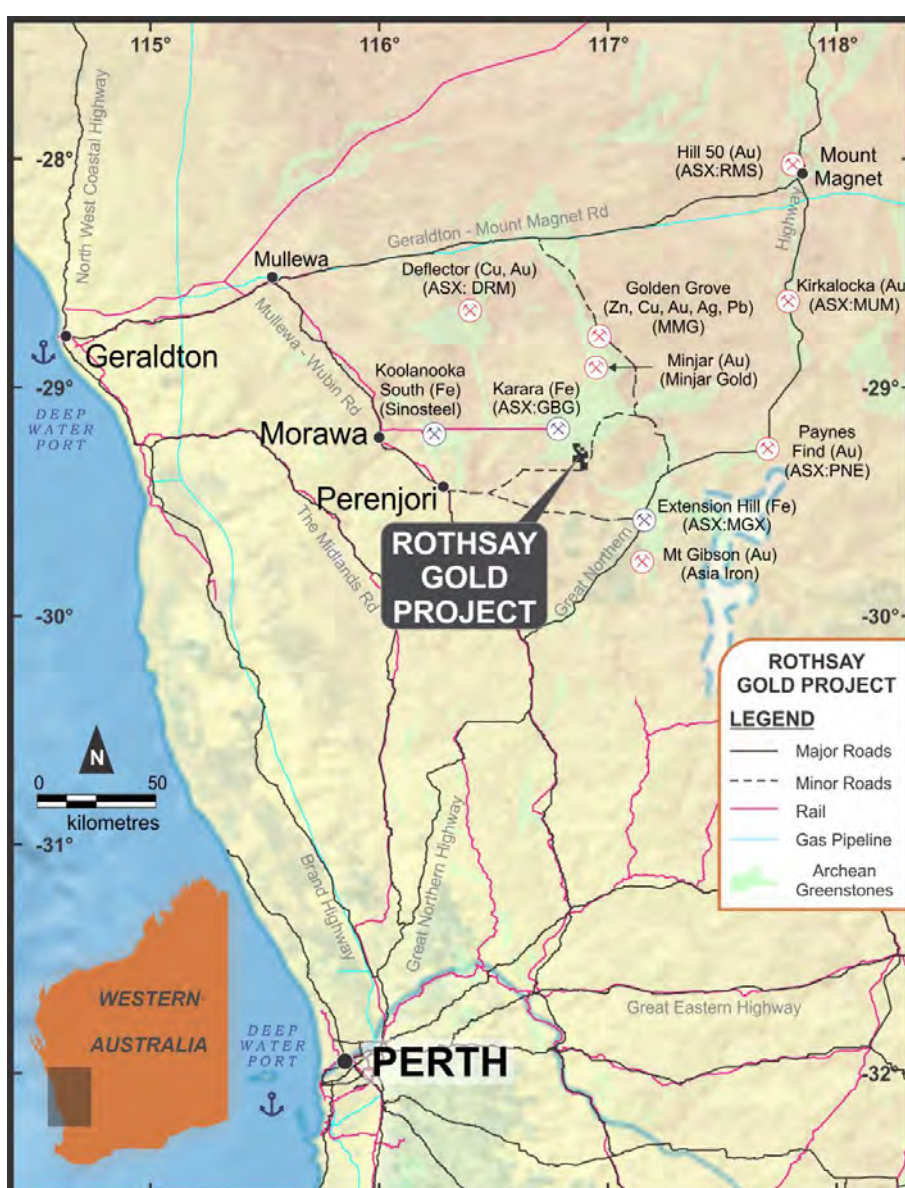 115°
116°
117°
118°
North West Coastal Highway
-28°
Hill 50 (Au)
(ASX:RMS)
Mount
Magnet
Geraldton - Mount Magnet Rd
Highway
Mullewa
Deflector (Cu, Au)
(ASX: DRM)
Golden Grove
(Zn, Cu, Au, Ag, Pb)
(MMG)
Kirkalocka (Au)
(ASX:MUM)
Mullewa - Wubin Rd
Geraldton
Koolanooka
South (Fe)
(Sinosteel)
Karara (Fe)
(ASX:GBG)
Minjar (Au)
(Minjar Gold)
-29°
DEEP
WATER
PORT
Morawa
Paynes
Find (Au)
(ASX:PNE)
Perenjori
Extension Hill (Fe)
(ASX:MGX)
The Midlands Rd
ROTHSAY
GOLD
PROJECT
Great Northern
Mt Gibson (Au)
(Asia Iron)
-30°
-30°
ROTHSAY
GOLD PROJECT
LEGEND
Major Roads
Minor Roads
Rail
Gas Pipeline
Archean
Greenstones
N
0 50
kilometres
-31°
Brand Highway
Great Northern Highway
WESTERN
AUSTRALIA
Great Eastern Highway
DEEP
WATER
PORT
PERTH
-32°